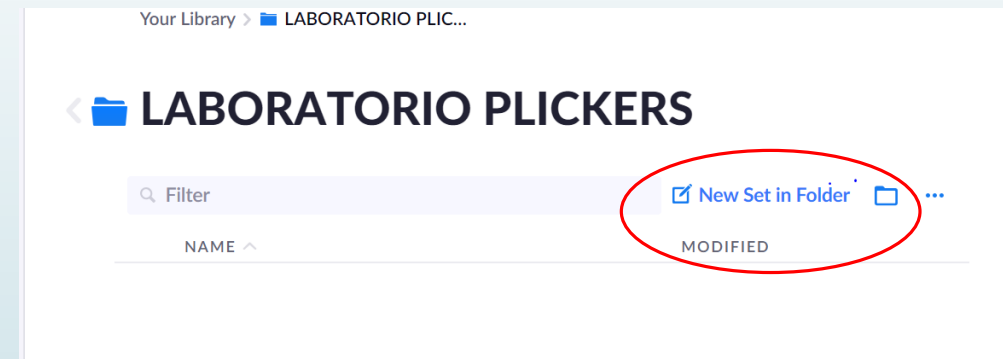 Your Library > LABORATORIO PLIC...
LABORATORIO PLICKERS
Filter
New Set in Folder
NAME
MODIFIED